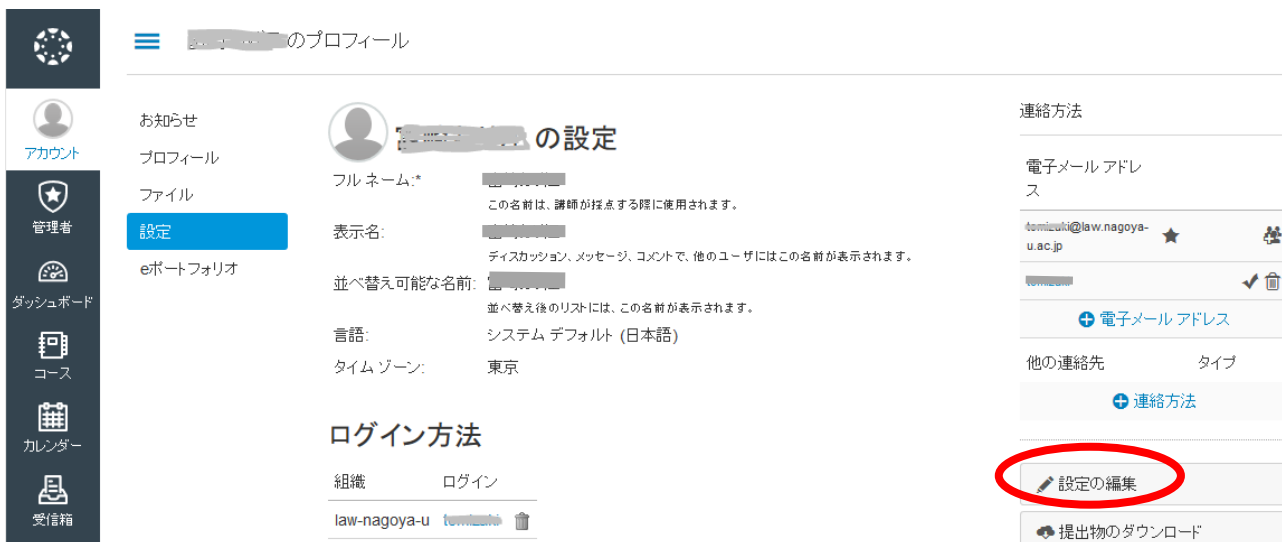 のプロフィール
アカウント
管理者
ダッシュボード
コース
カレンダー
受信箱
お知らせ
プロフィール
ファイル
設定
eポートフォリオ
の設定
フル ネーム:*
この名前は、講師が採点する際に使用されます。
表示名:
ディスカッション、メッセージ、コメントで、他のユーザにはこの名前が表示されます。
並べ替え可能な名前:
並べ替え後のリストには、この名前が表示されます。
言語: システム デフォルト (日本語)
タイム ゾーン: 東京
ログイン方法
組織 ログイン
law-nagoya-u
連絡方法
電子メール アドレ
ス
@law.nagoya-
u.ac.jp
電子メール アドレス
他の連絡先 タイプ
連絡方法
設定の編集
提出物のダウンロード